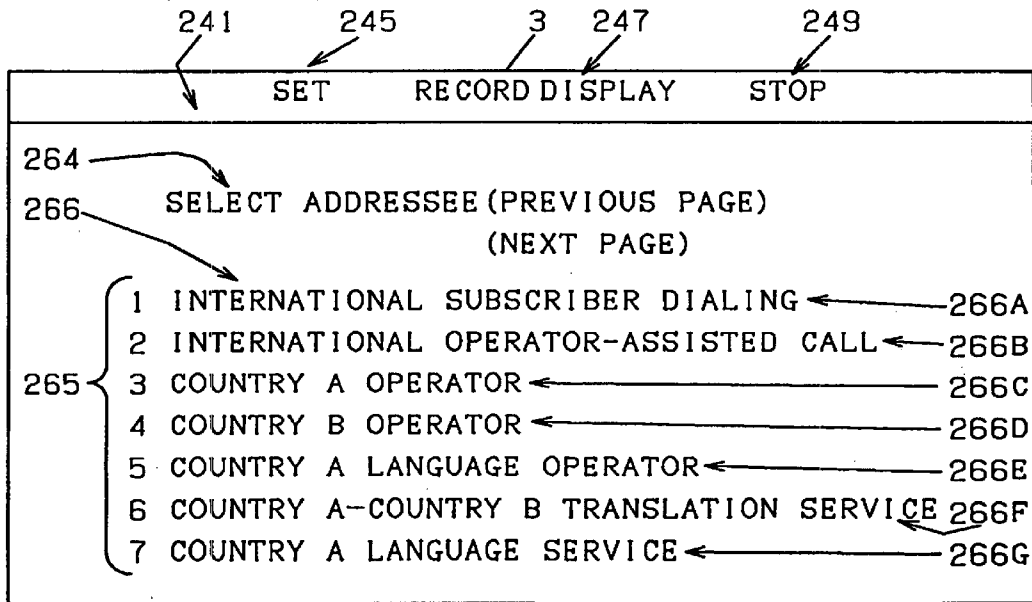 241 245 3 247 249
SET RECORD DISPLAY STOP
264
SELECT ADDRESSEE (PREVIOUS PAGE)
266
(NEXT PAGE)
1 INTERNATIONAL SUBSCRIBER DIALING 266A
2 INTERNATIONAL OPERATOR-ASSISTED CALL 266B
265 3 COUNTRY A OPERATOR 266C
4 COUNTRY B OPERATOR 266D
5 COUNTRY A LANGUAGE OPERATOR 266E
6 COUNTRY A-COUNTRY B TRANSLATION SERVICE 266F
7 COUNTRY A LANGUAGE SERVICE 266G